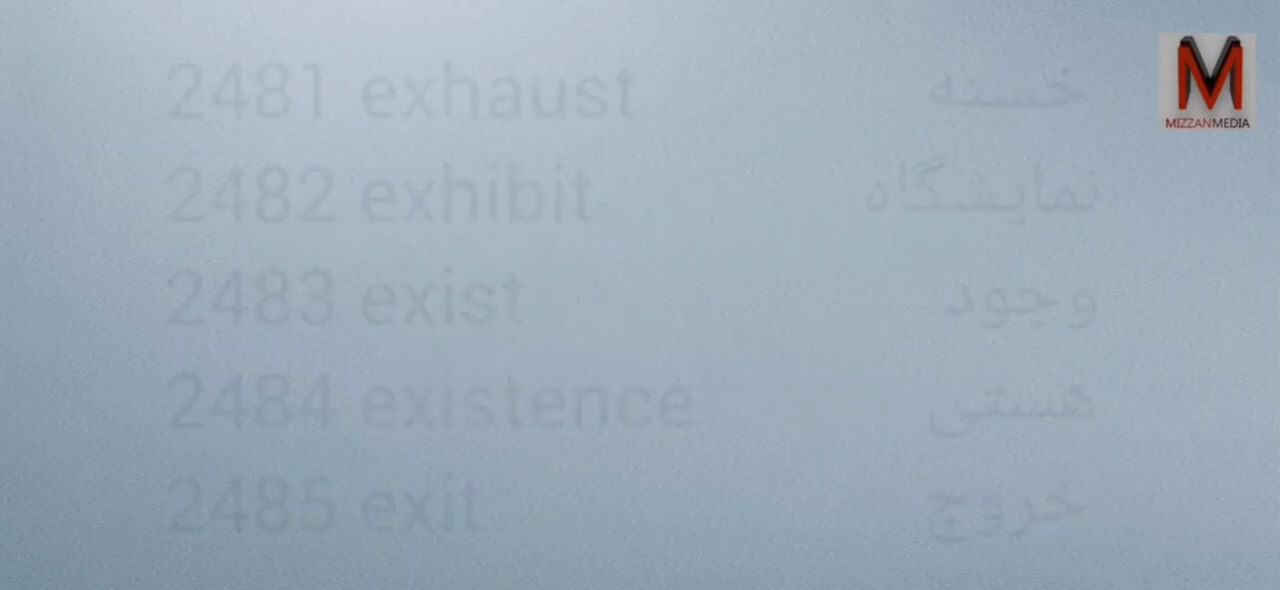 2481 exhaust خسته
2482 exhibit نمایشگاه
2483 exist وجود
2484 existence هستی
2485 exit خروج
MIZZANMEDIA